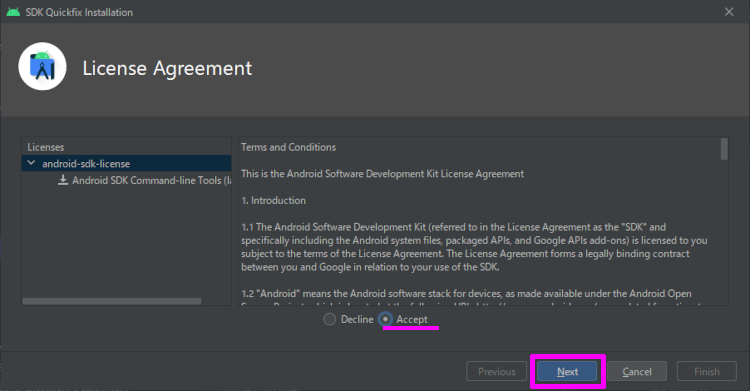 SDK Quickfix Installation
License Agreement
Licenses
android-sdk-license
Android SDK Command-line Tools (la
Terms and Conditions
This is the Android Software Development Kit License Agreement
1. Introduction
1.1 The Android Software Development Kit (referred to in the License Agreement as the "SDK" and
specifically including the Android system files, packaged APIs, and Google APIs add-ons) is licensed to you
subject to the terms of the License Agreement. The License Agreement forms a legally binding contract
between you and Google in relation to your use of the SDK.
1.2 "Android" means the Android software stack for devices, as made available under the Android Open
Decline
Accept
Previous
Next
Cancel
Finish